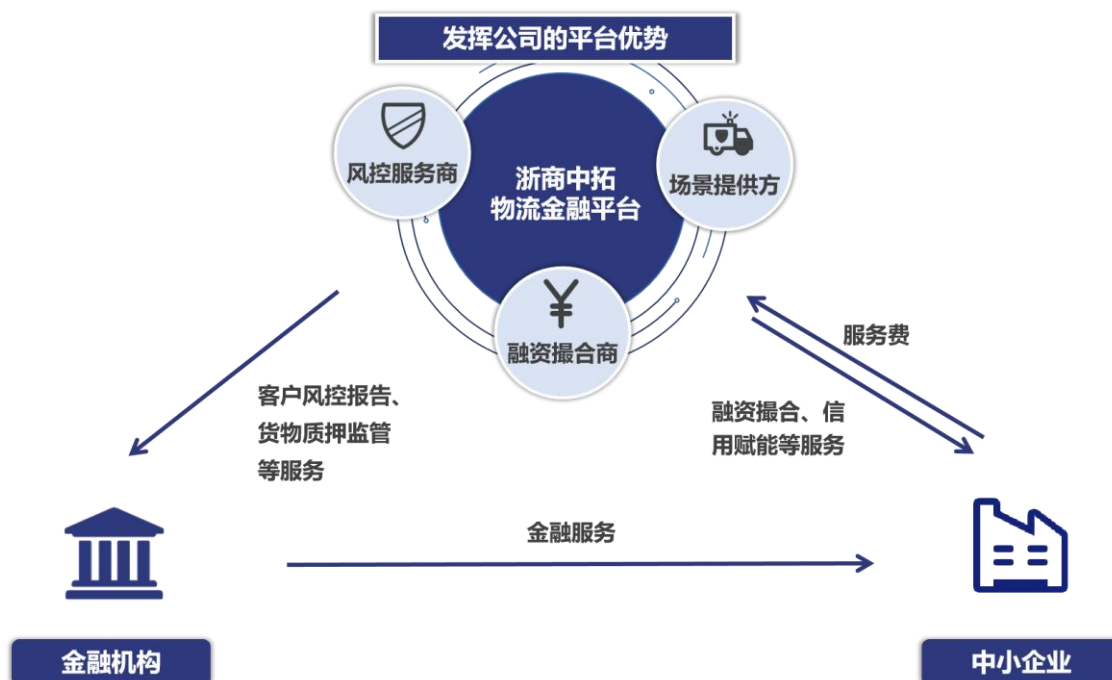 发挥公司的平台优势
风控服务商
浙商中拓
物流金融平台
场景提供方
¥
融资撮合商
服务费
客户风控报告、
货物质押监管
等服务
融资撮合、信
用赋能等服务
金融服务
金融机构
中小企业